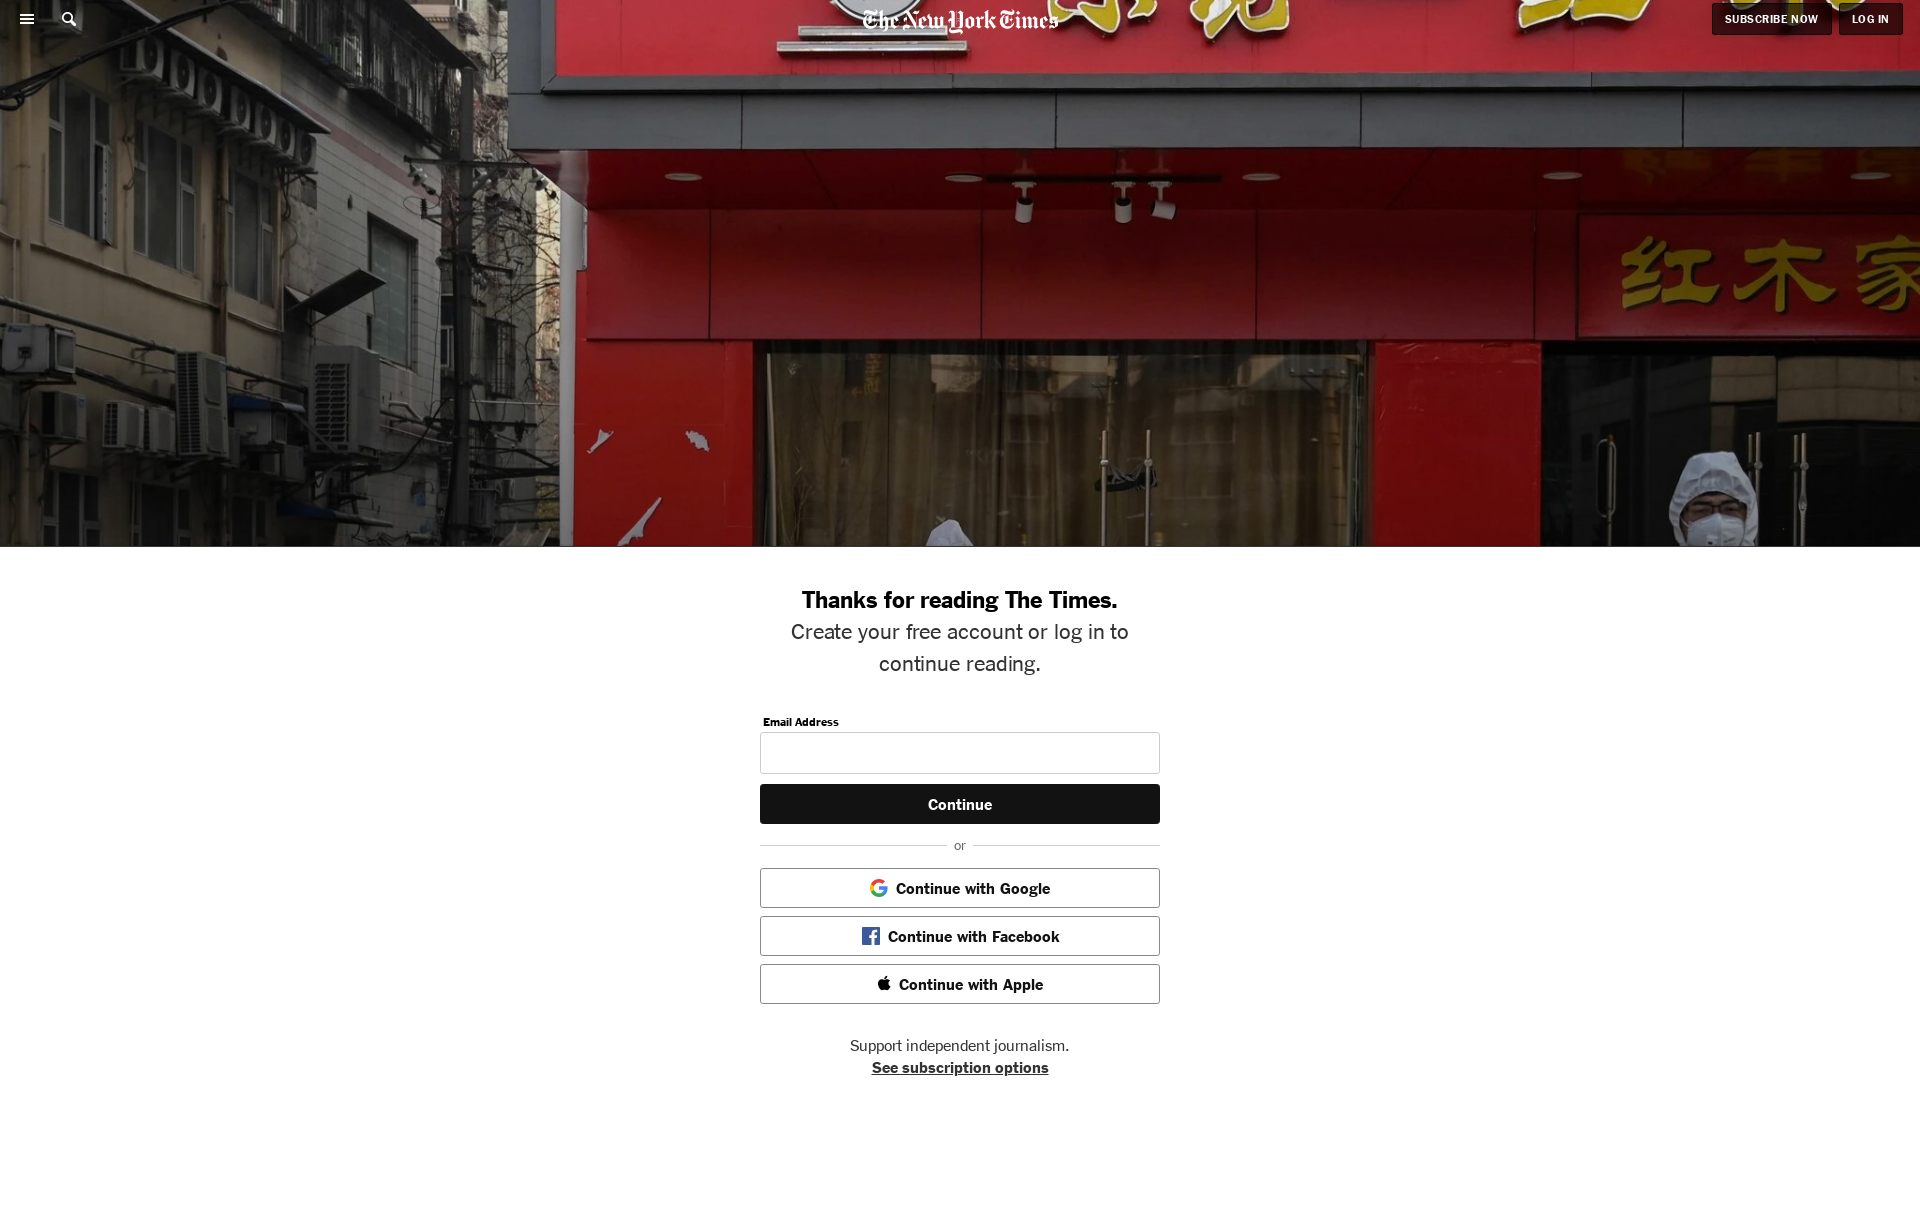 The New York Times
SUBSCRIBE NOW
LOG IN
红木家
Thanks for reading The Times.
Create your free account or log in to
continue reading.
Email Address
Continue
or
Continue with Google
Continue with Facebook
Continue with Apple
Support independent journalism.
See subscription options